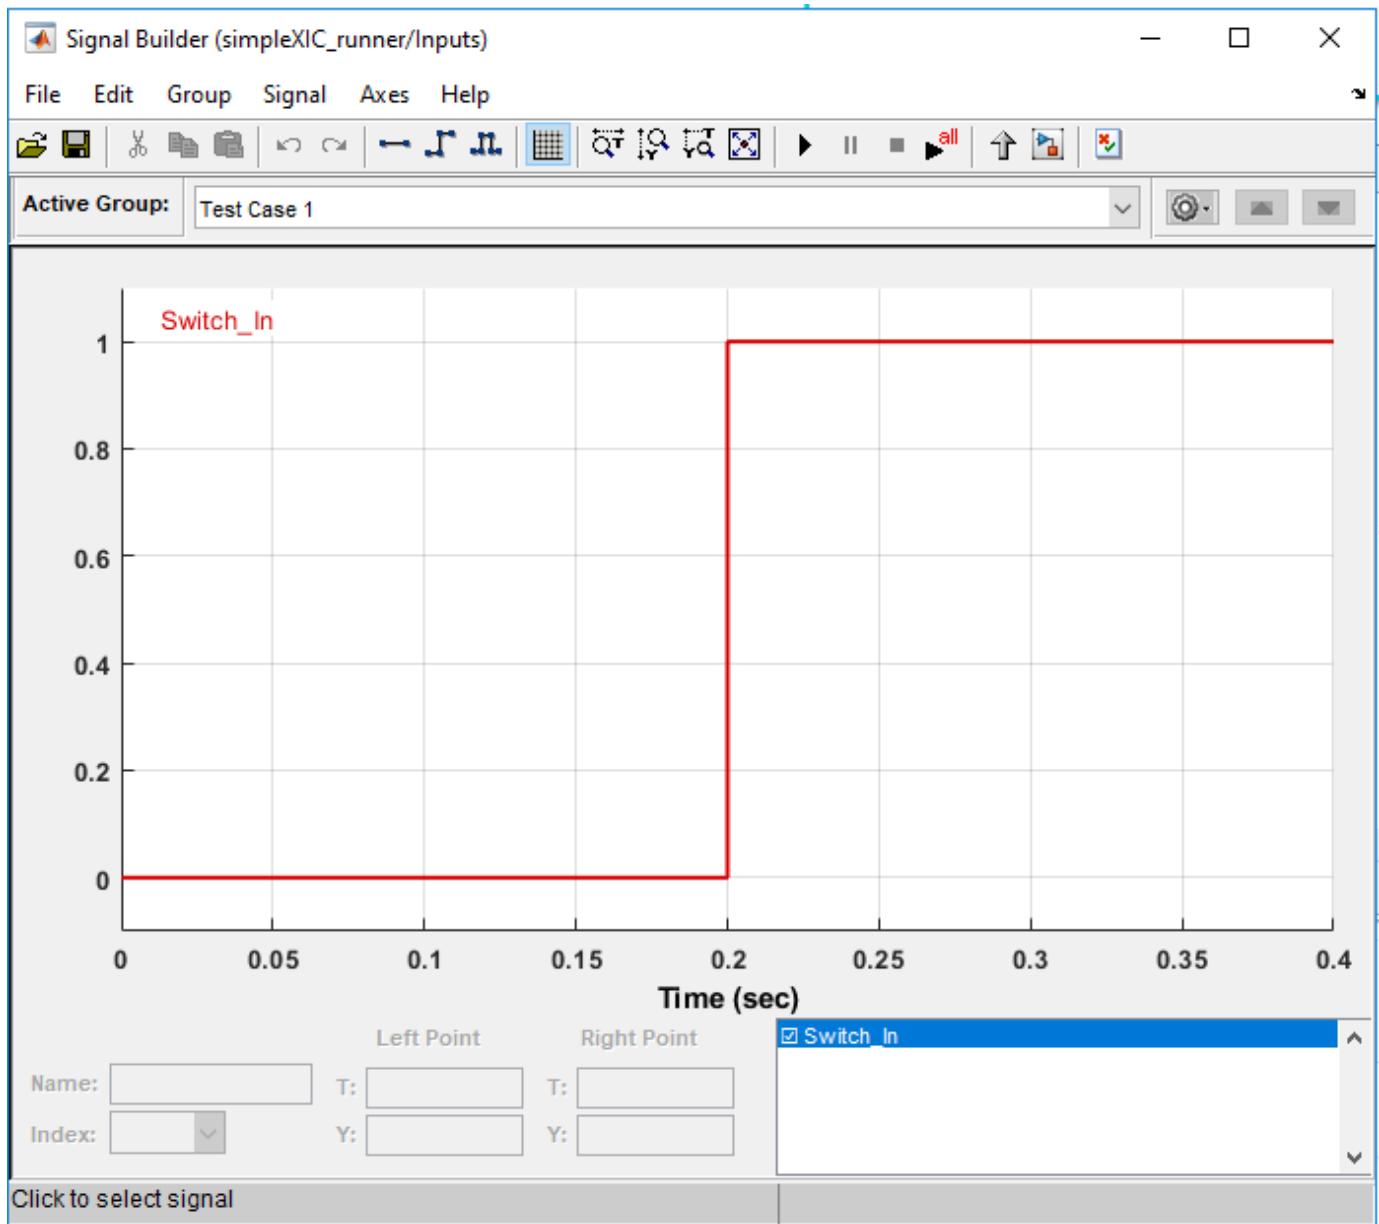 Signal Builder (simpleXIC_runner/Inputs)
File Edit Group Signal Axes Help
all
Active Group: Test Case 1
Switch_In
1
0.8
0.6
0.4
0.2
0
0 0.05 0.1 0.15 0.2 0.25 0.3 0.35 0.4
Time (sec)
Left Point Right Point Switch_In
Name: T: T:
Index: Y: Y:
Click to select signal